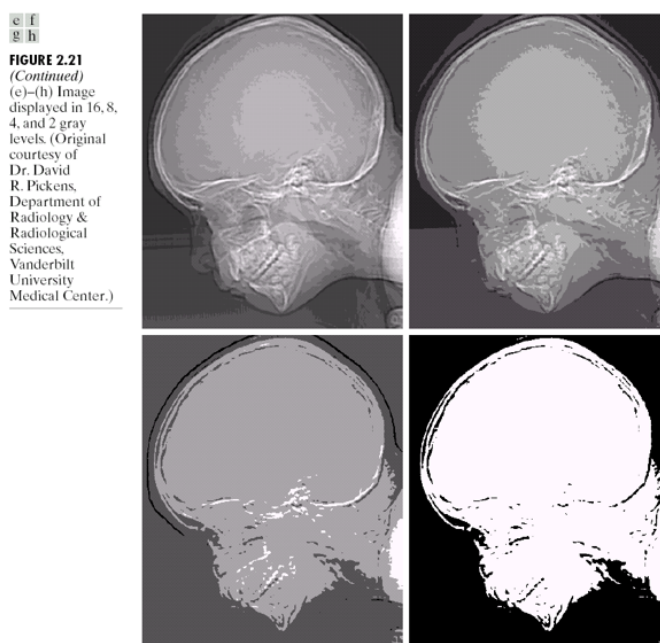 e f
g h
FIGURE 2.21
(Continued)
(e)–(h) Image
displayed in 16, 8,
4, and 2 gray
levels. (Original
courtesy of
Dr. David
R. Pickens,
Department of
Radiology &
Radiological
Sciences,
Vanderbilt
University
Medical Center.)